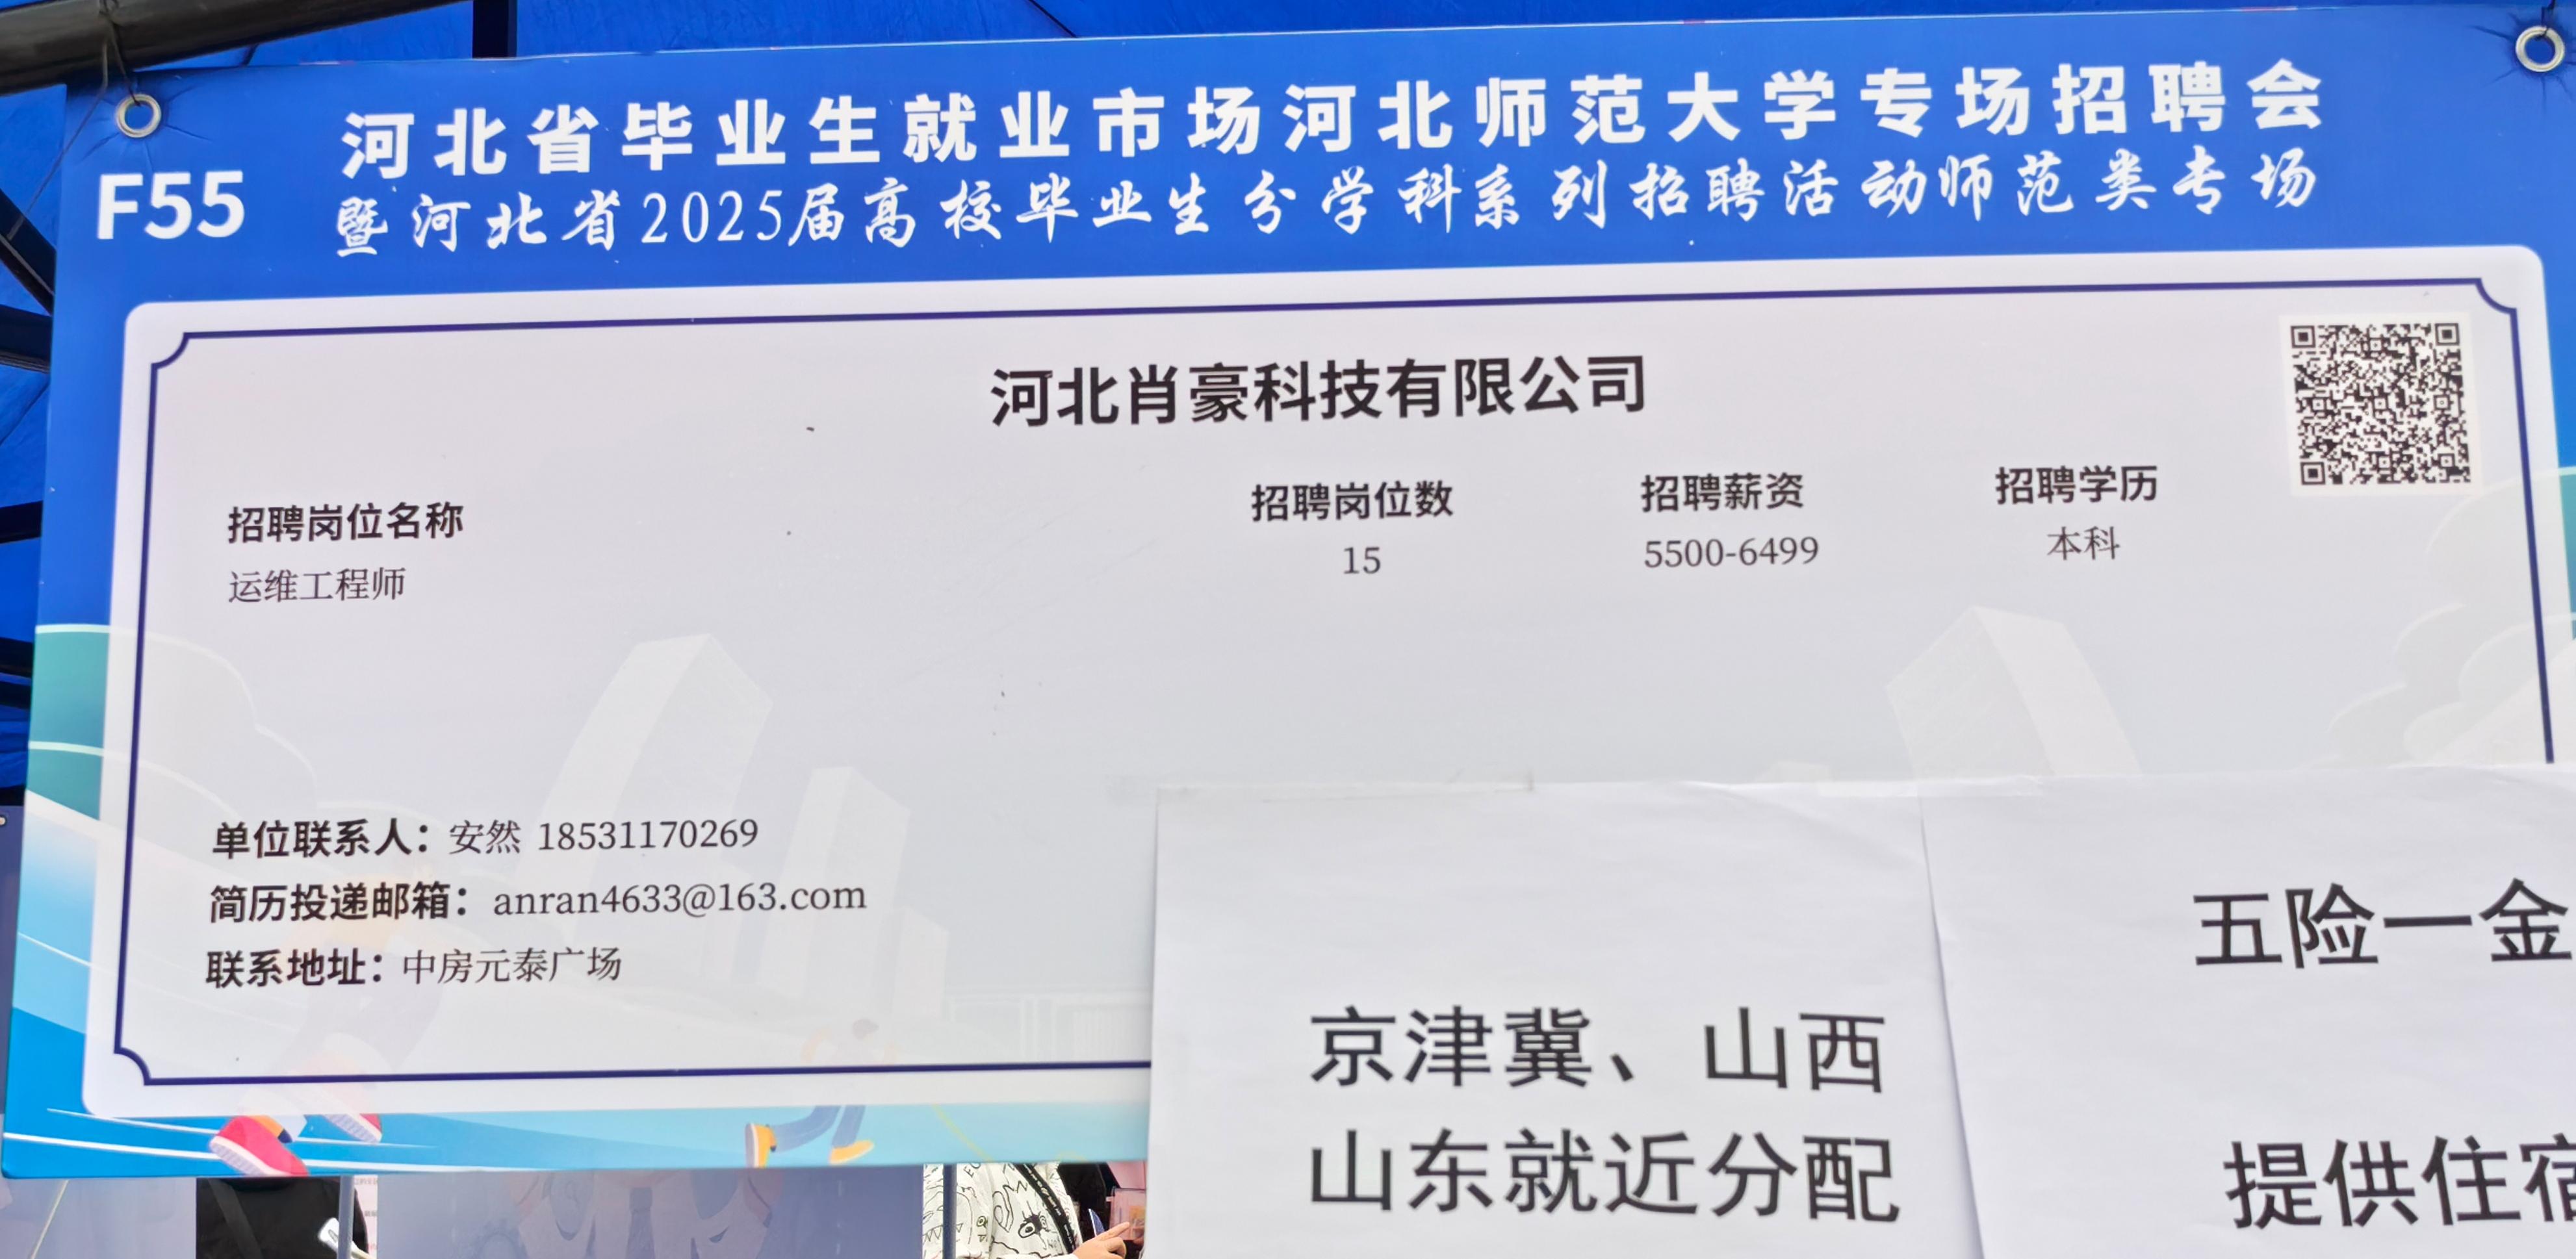 河北省毕业生就业市场河北师范大学专场招聘会
F55
暨河北省2025届高校毕业生分学科系列招聘活动师范类专场
河北肖豪科技有限公司
招聘岗位名称 招聘岗位数 招聘薪资 招聘学历
运维工程师 15 5500-6499 本科
单位联系人：安然 18531170269
简历投递邮箱：anran4633@163.com
联系地址：中房元泰广场
京津冀、山西
山东就近分配
五险一金
提供住宿